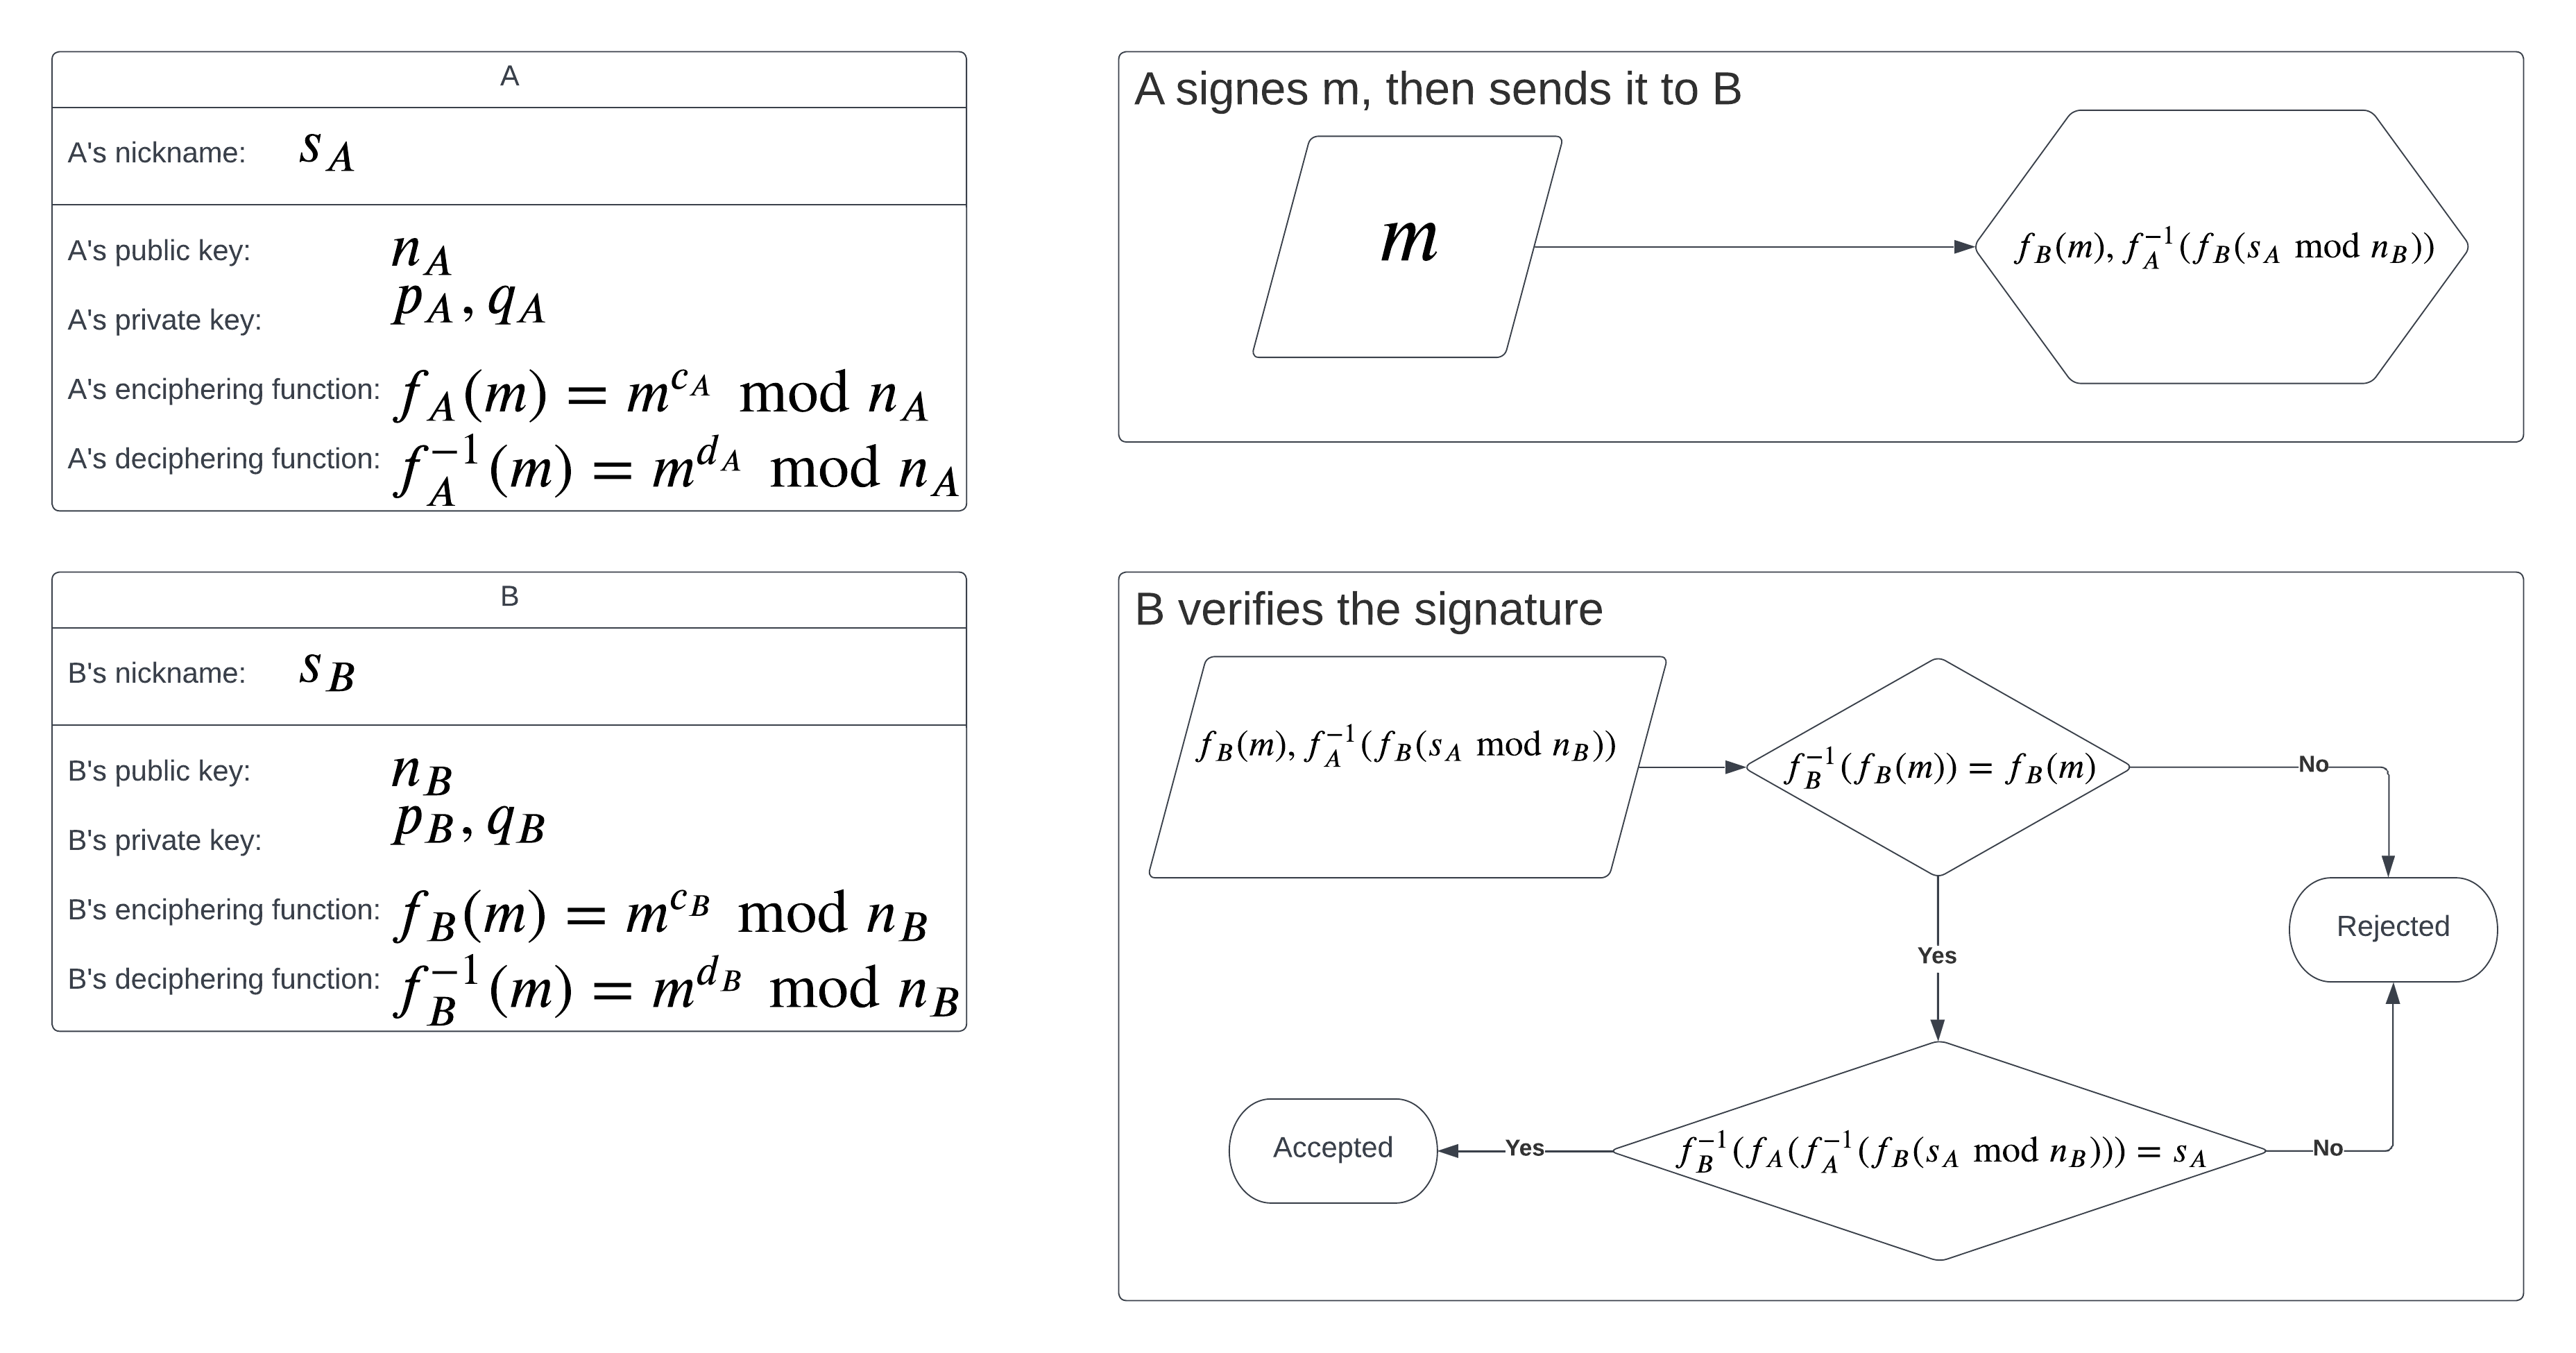 A
A's nickname: s_A
A's public key: n_A
A's private key: p_A, q_A
A's enciphering function: f_A(m) = m^{c_A} mod n_A
A's deciphering function: f_A^{-1}(m) = m^{d_A} mod n_A
B
B's nickname: s_B
B's public key: n_B
B's private key: p_B, q_B
B's enciphering function: f_B(m) = m^{c_B} mod n_B
B's deciphering function: f_B^{-1}(m) = m^{d_B} mod n_B
A signes m, then sends it to B
m
f_B(m), f_A^{-1}(f_B(s_A mod n_B))
B verifies the signature
f_B(m), f_A^{-1}(f_B(s_A mod n_B))
f_B^{-1}(f_B(m)) = f_B(m)
No
Rejected
Yes
f_B^{-1}(f_A(f_A^{-1}(f_B(s_A mod n_B))) = s_A
No
Yes
Accepted